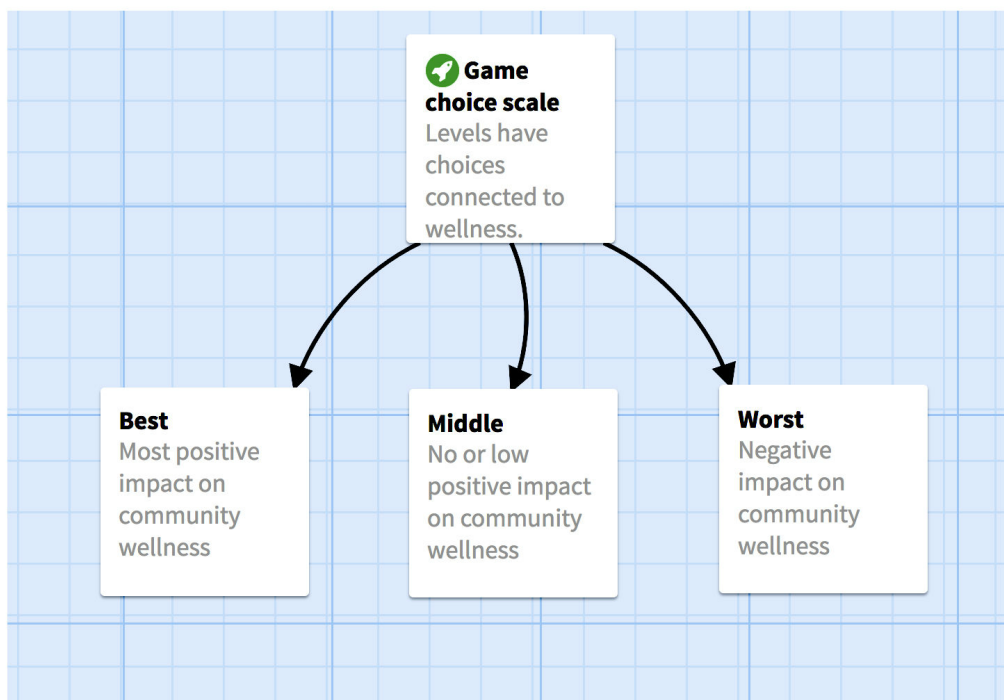 Game
choice scale
Levels have
choices
connected to
wellness.
Best
Most positive
impact on
community
wellness
Middle
No or low
positive impact
on community
wellness
Worst
Negative
impact on
community
wellness